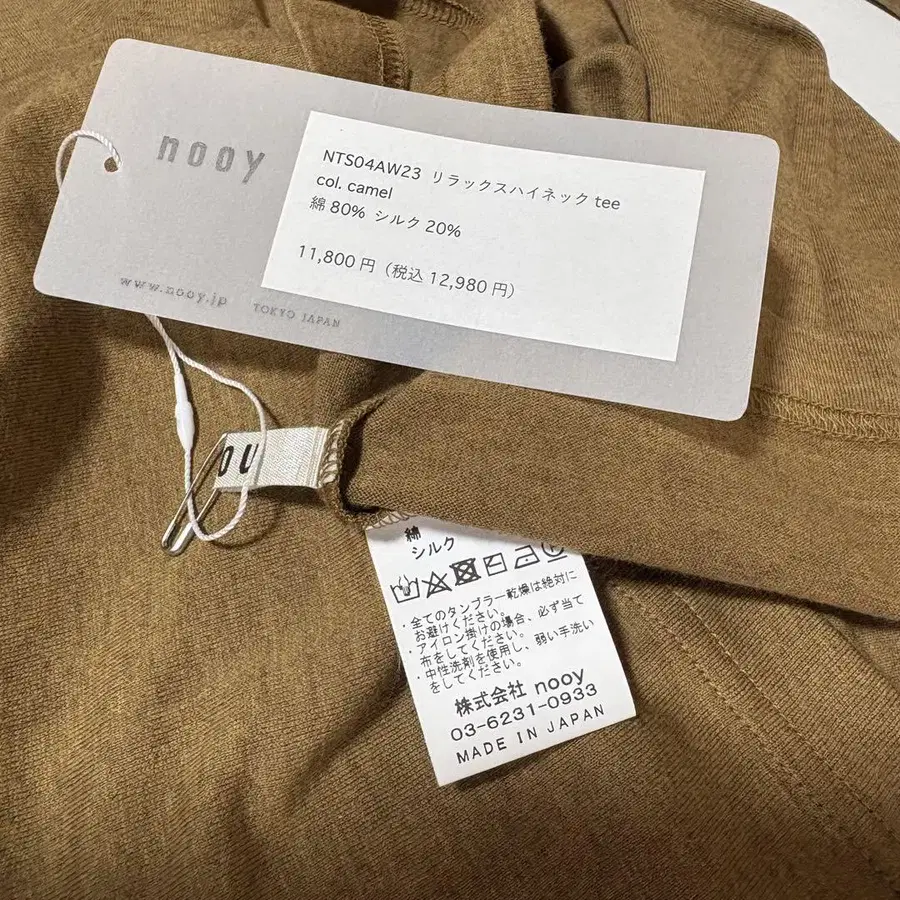 nooy
NTS04AW23 リラックスハイネック tee
col. camel
綿 80% シルク 20%
11,800 円（税込 12,980 円）
www.nooy.jp TOKYO JAPAN
綿
シルク
・全てのタンブラー乾燥は絶対に
お避けください。
・アイロン掛けの場合、必ず当て
布をしてください。
・中性洗剤を使用し、弱い手洗い
をしてください。
株式会社 nooy
03-6231-0933
MADE IN JAPAN